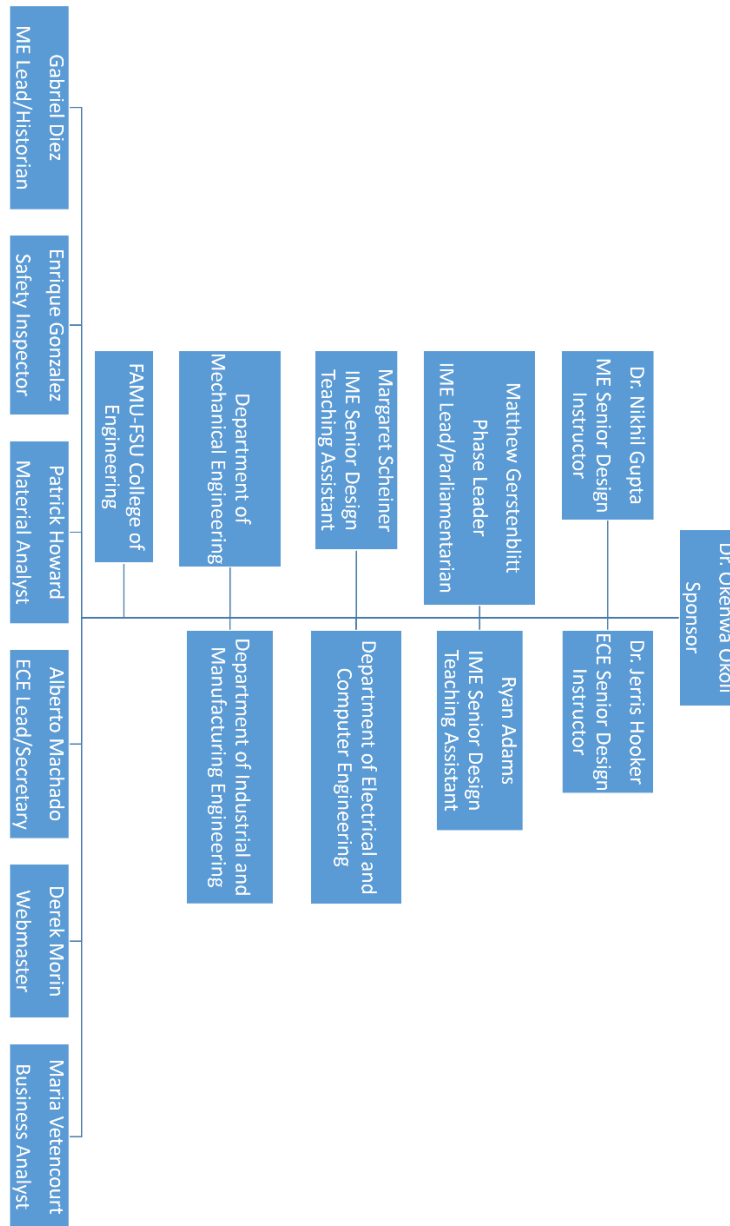 Dr. Okenwa Okoli
Sponsor
Dr. Nikhil Gupta
ME Senior Design
Instructor
Dr. Jerris Hooker
ECE Senior Design
Instructor
Matthew Gerstenblitt
Phase Leader
IME Lead/Parliamentarian
Ryan Adams
IME Senior Design
Teaching Assistant
Margaret Scheiner
IME Senior Design
Teaching Assistant
Department of Electrical and
Computer Engineering
Department of
Mechanical Engineering
Department of Industrial and
Manufacturing Engineering
FAMU-FSU College of
Engineering
Gabriel Diez
ME Lead/Historian
Enrique Gonzalez
Safety Inspector
Patrick Howard
Material Analyst
Alberto Machado
ECE Lead/Secretary
Derek Morin
Webmaster
Maria Vetencourt
Business Analyst